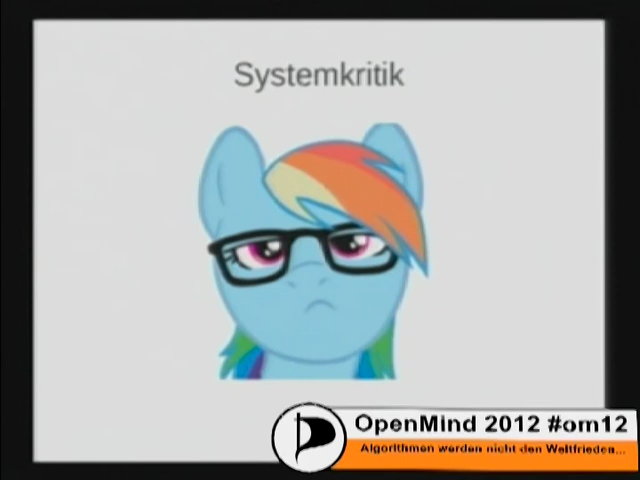 Systemkritik
OpenMind 2012 #om12
Algorithmen werden nicht den Weltfrieden...